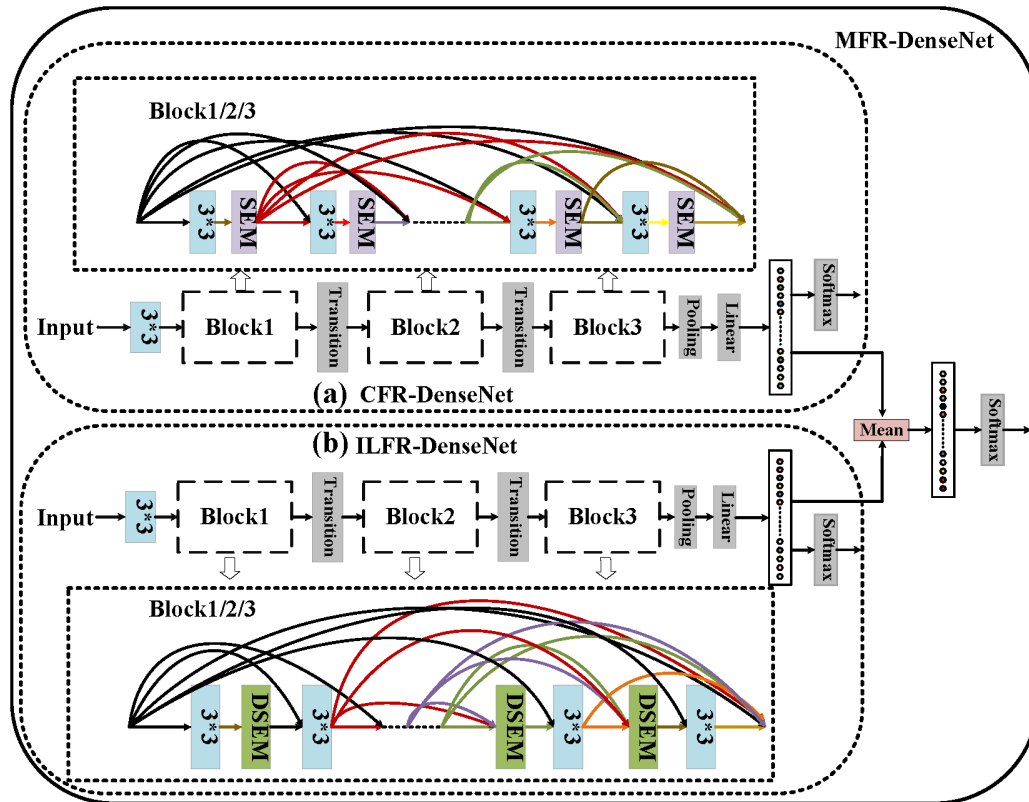 MFR-DenseNet
Block1/2/3
3*3
SEM
3*3
SEM
3*3
SEM
3*3
SEM
Input
3*3
Block1
Transition
Block2
Transition
Block3
Pooling
Linear
Softmax
(a) CFR-DenseNet
Mean
Softmax
(b) ILFR-DenseNet
Input
3*3
Block1
Transition
Block2
Transition
Block3
Pooling
Linear
Softmax
Block1/2/3
3*3
DSEM
3*3
DSEM
3*3
DSEM
3*3